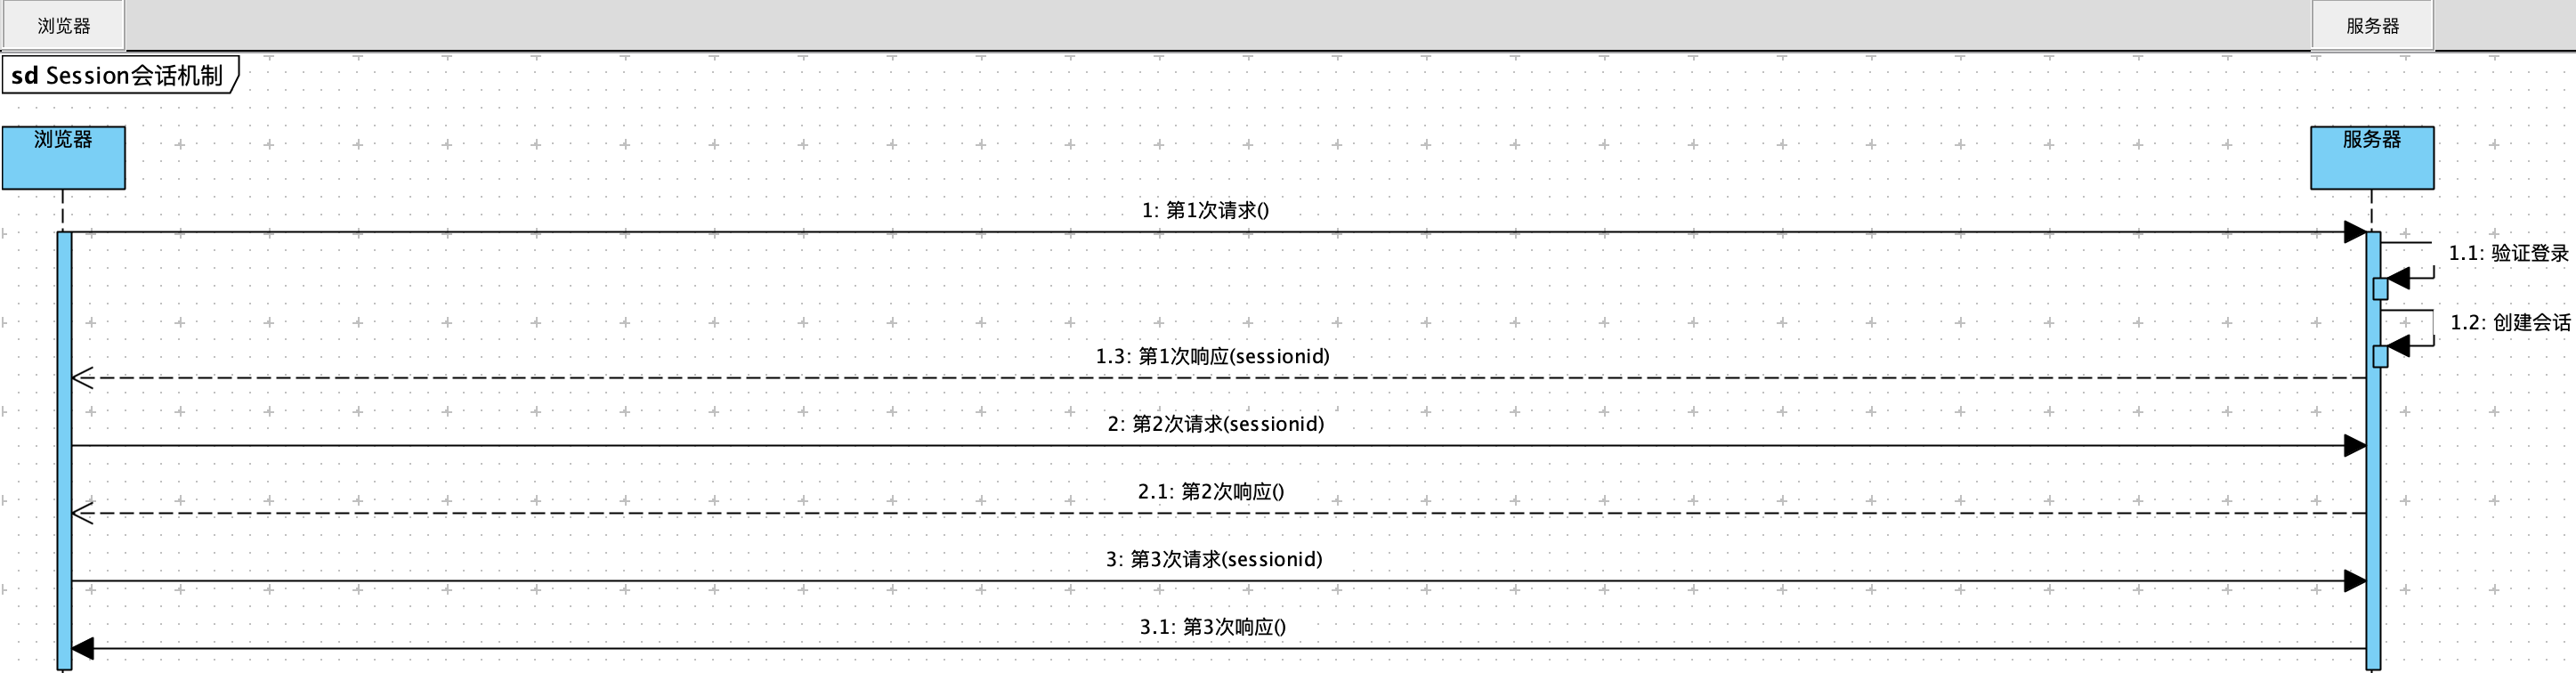 浏览器
服务器
sd Session会话机制
浏览器
服务器
1: 第1次请求()
1.1: 验证登录
1.2: 创建会话
1.3: 第1次响应(sessionid)
2: 第2次请求(sessionid)
2.1: 第2次响应()
3: 第3次请求(sessionid)
3.1: 第3次响应()